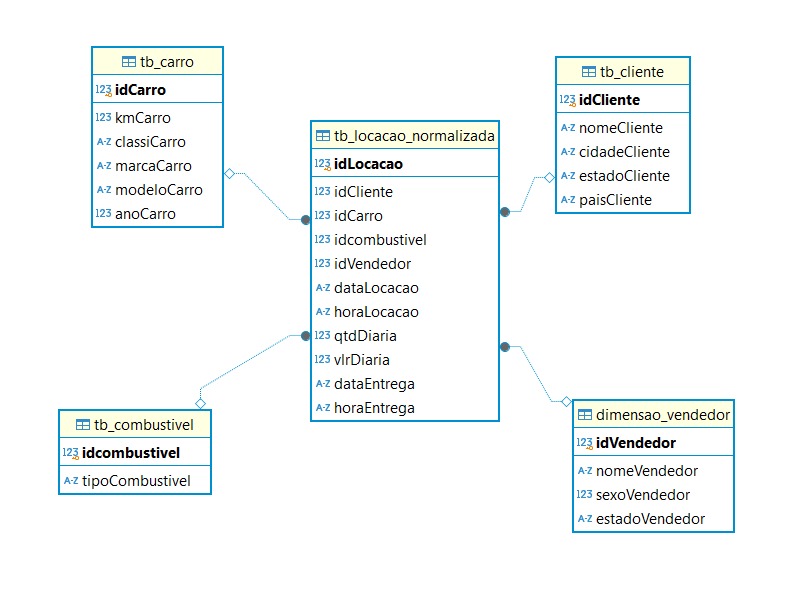 tb_carro
123 idCarro
123 kmCarro
A-Z classiCarro
A-Z marcaCarro
A-Z modeloCarro
123 anoCarro
tb_locacao_normalizada
123 idLocacao
123 idCliente
123 idCarro
123 idcombustivel
123 idVendedor
A-Z dataLocacao
A-Z horaLocacao
123 qtdDiaria
123 vlrDiaria
A-Z dataEntrega
A-Z horaEntrega
tb_cliente
123 idCliente
A-Z nomeCliente
A-Z cidadeCliente
A-Z estadoCliente
A-Z paisCliente
tb_combustivel
123 idcombustivel
A-Z tipoCombustivel
dimensao_vendedor
123 idVendedor
A-Z nomeVendedor
123 sexoVendedor
A-Z estadoVendedor